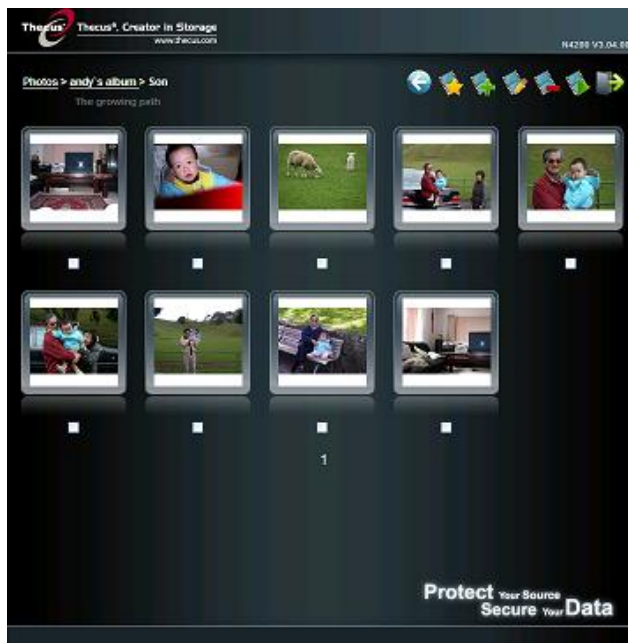 Thecus® Thecus®. Creator in Storage
www.thecus.com
N4200 V3.04.08
Photos > andy`s album > Son
The growing path
1
Protect Your Source
Secure Your Data